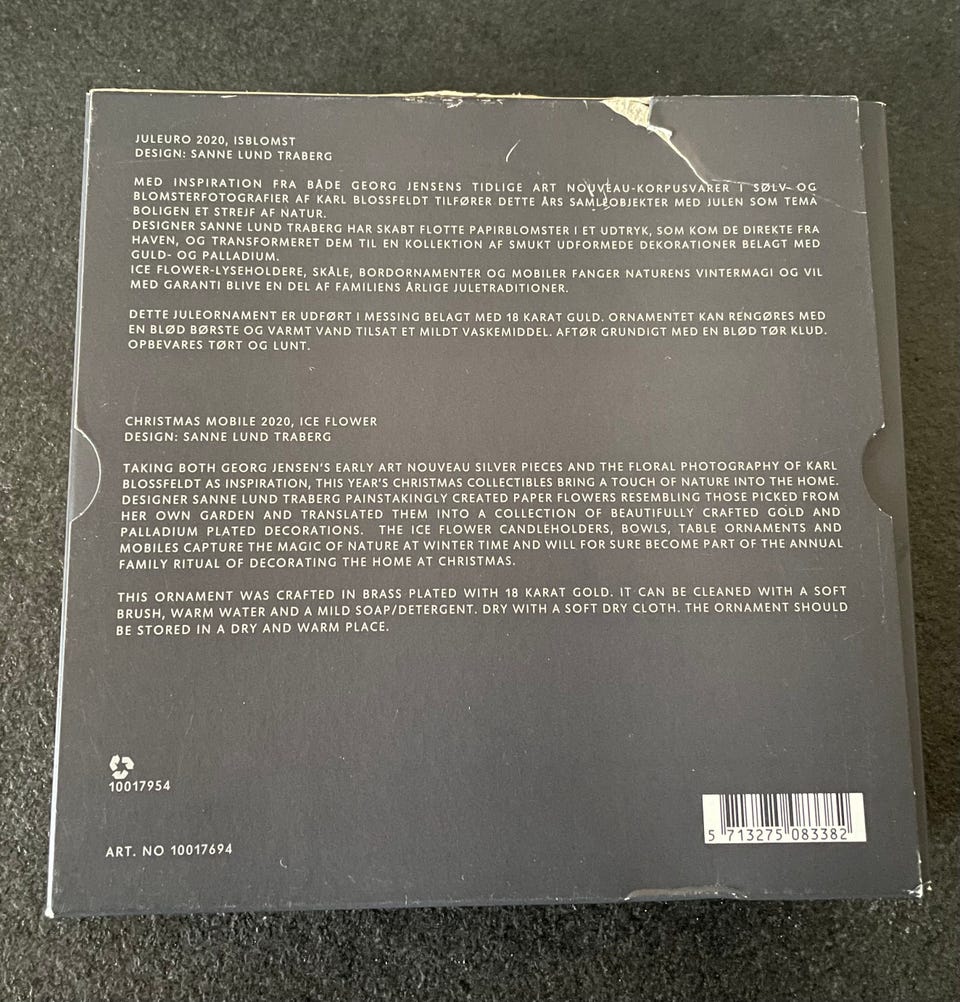 JULEURO 2020, ISBLOMST
DESIGN: SANNE LUND TRABERG
MED INSPIRATION FRA BÅDE GEORG JENSENS TIDLIGE ART NOUVEAU-KORPUSVARER I SØLV OG
BLOMSTERFOTOGRAFIER AF KARL BLOSSFELDT TILFØRER DETTE ÅRS SAMLEOBJEKTER MED JULEN SOM TEMA
BOLIGEN ET STREJF AF NATUR.
DESIGNER SANNE LUND TRABERG HAR SKABT FLOTTE PAPIRBLOMSTER I ET UDTRYK, SOM KOM DE DIREKTE FRA
HAVEN, OG TRANSFORMERET DEM TIL EN KOLLEKTION AF SMUKT UDFORMEDE DEKORATIONER BELAGT MED
GULD- OG PALLADIUM.
ICE FLOWER-LYSEHOLDERE, SKÅLE, BORDORNAMENTER OG MOBILER FANGER NATURENS VINTERMAGI OG VIL
MED GARANTI BLIVE EN DEL AF FAMILIENS ÅRLIGE JULETRADITIONER.
DETTE JULEORNAMENT ER UDFØRT I MESSING BELAGT MED 18 KARAT GULD. ORNAMENTET KAN RENGØRES MED
EN BLØD BØRSTE OG VARMT VAND TILSAT ET MILDT VASKEMIDDEL. AFTØR GRUNDIGT MED EN BLØD TØR KLUD.
OPBEVARES TØRT OG LUNT.
CHRISTMAS MOBILE 2020, ICE FLOWER
DESIGN: SANNE LUND TRABERG
TAKING BOTH GEORG JENSEN'S EARLY ART NOUVEAU SILVER PIECES AND THE FLORAL PHOTOGRAPHY OF KARL
BLOSSFELDT AS INSPIRATION, THIS YEAR'S CHRISTMAS COLLECTIBLES BRING A TOUCH OF NATURE INTO THE HOME.
DESIGNER SANNE LUND TRABERG PAINSTAKINGLY CREATED PAPER FLOWERS RESEMBLING THOSE PICKED FROM
HER OWN GARDEN AND TRANSLATED THEM INTO A COLLECTION OF BEAUTIFULLY CRAFTED GOLD AND
PALLADIUM PLATED DECORATIONS. THE ICE FLOWER CANDLEHOLDERS, BOWLS, TABLE ORNAMENTS AND
MOBILES CAPTURE THE MAGIC OF NATURE AT WINTER TIME AND WILL FOR SURE BECOME PART OF THE ANNUAL
FAMILY RITUAL OF DECORATING THE HOME AT CHRISTMAS.
THIS ORNAMENT WAS CRAFTED IN BRASS PLATED WITH 18 KARAT GOLD. IT CAN BE CLEANED WITH A SOFT
BRUSH, WARM WATER AND A MILD SOAP/DETERGENT. DRY WITH A SOFT DRY CLOTH. THE ORNAMENT SHOULD
BE STORED IN A DRY AND WARM PLACE.
10017954
ART. NO 10017694
5 713275 083382